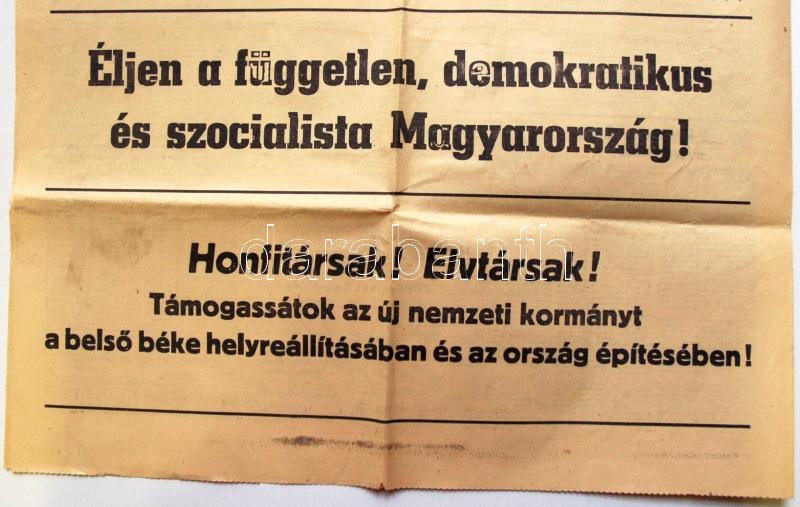 Éljen a független, demokratikus
és szocialista Magyarország!
Honfitársak! Elvtársak!
darabanth
Támogassátok az új nemzeti kormányt
a belső béke helyreállításában és az ország építésében!